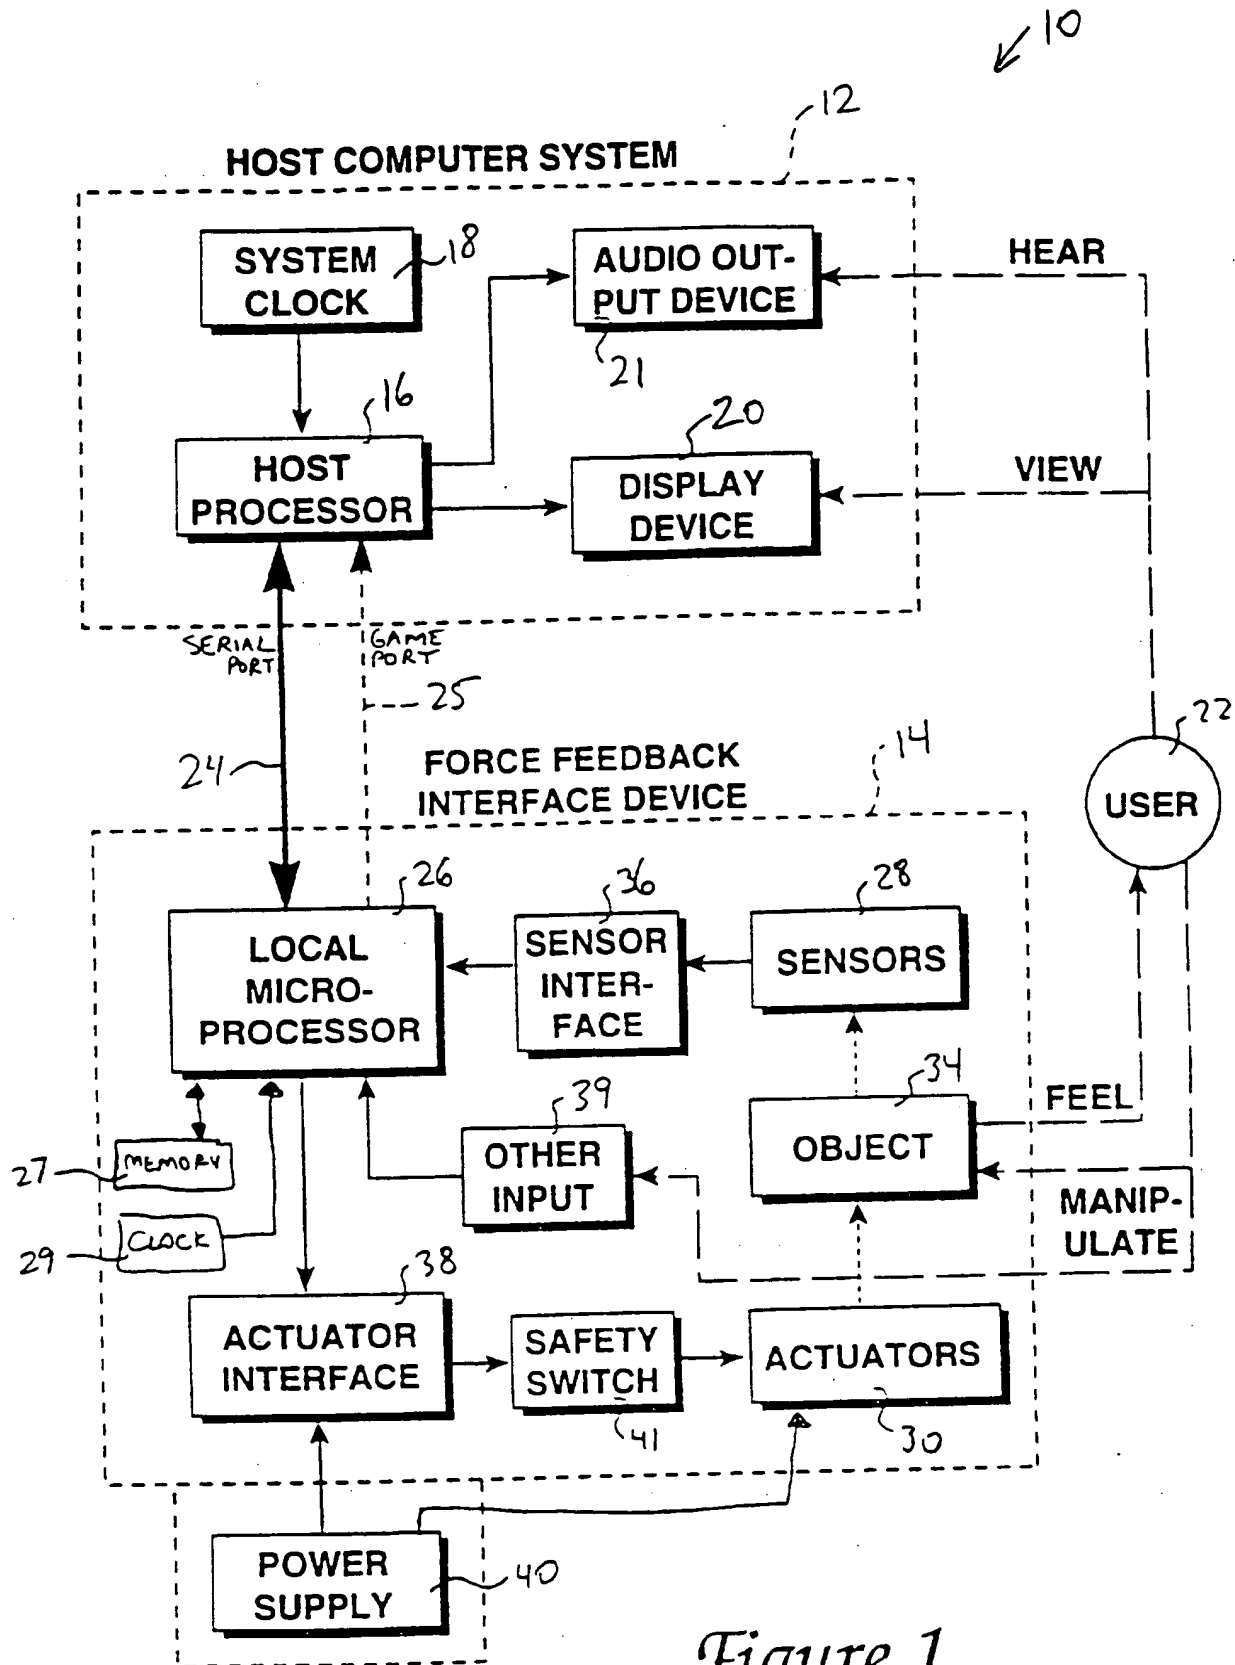 10
12
HOST COMPUTER SYSTEM
SYSTEM
CLOCK
18
AUDIO OUT-
PUT DEVICE
21
HEAR
16
HOST
PROCESSOR
20
DISPLAY
DEVICE
VIEW
SERIAL
PORT
GAME
PORT
25
24
FORCE FEEDBACK
INTERFACE DEVICE
14
22
USER
26
LOCAL
MICRO-
PROCESSOR
36
SENSOR
INTER-
FACE
28
SENSORS
34
OBJECT
FEEL
MANIP-
ULATE
39
OTHER
INPUT
27
MEMORY
29
CLOCK
38
ACTUATOR
INTERFACE
SAFETY
SWITCH
41
ACTUATORS
30
POWER
SUPPLY
40
Figure 1